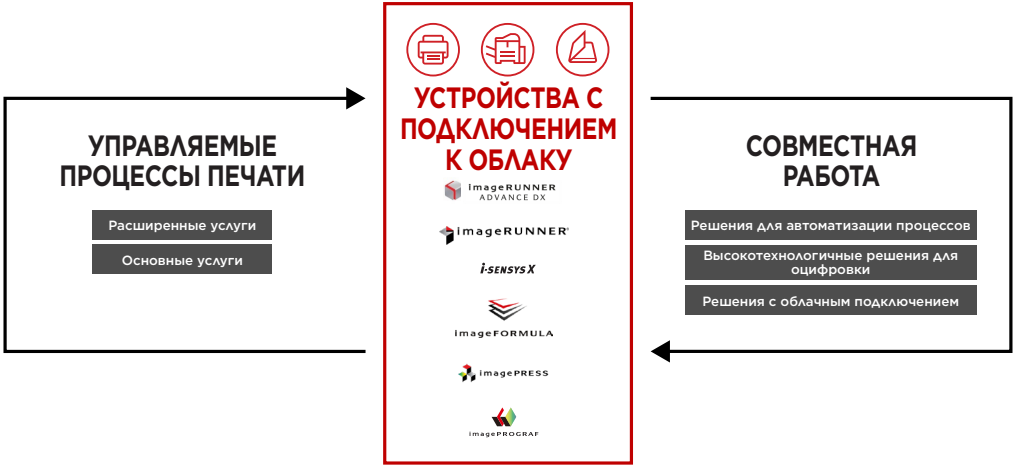 УПРАВЛЯЕМЫЕ
ПРОЦЕССЫ ПЕЧАТИ
Расширенные услуги
Основные услуги
УСТРОЙСТВА С
ПОДКЛЮЧЕНИЕМ
К ОБЛАКУ
imageRUNNER
ADVANCE DX
imageRUNNER®
i-SENSYS X
imageFORMULA
imagePRESS
imagePROGRAF
СОВМЕСТНАЯ
РАБОТА
Решения для автоматизации процессов
Высокотехнологичные решения для
оцифровки
Решения с облачным подключением